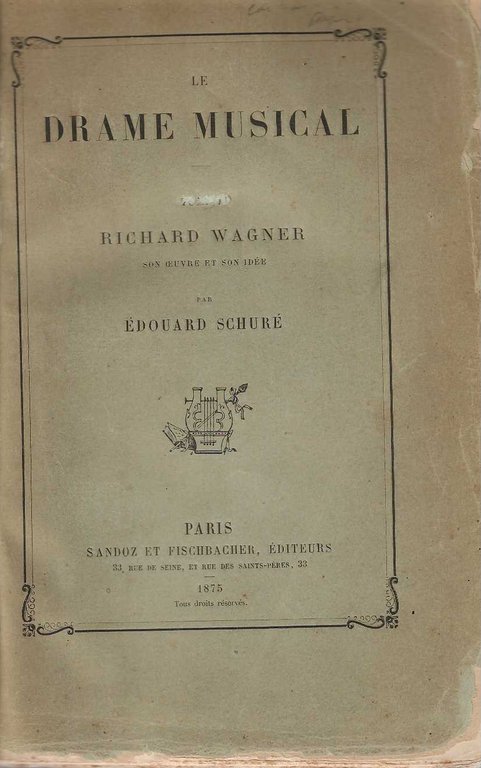 LE
DRAME MUSICAL
RICHARD WAGNER
SON ŒUVRE ET SON IDÉE
PAR
ÉDOUARD SCHURÉ
PARIS
SANDOZ ET FISCHBACHER, ÉDITEURS
33, RUE DE SEINE, ET RUE DES SAINTS-PÈRES, 33
1875
Tous droits réservés.